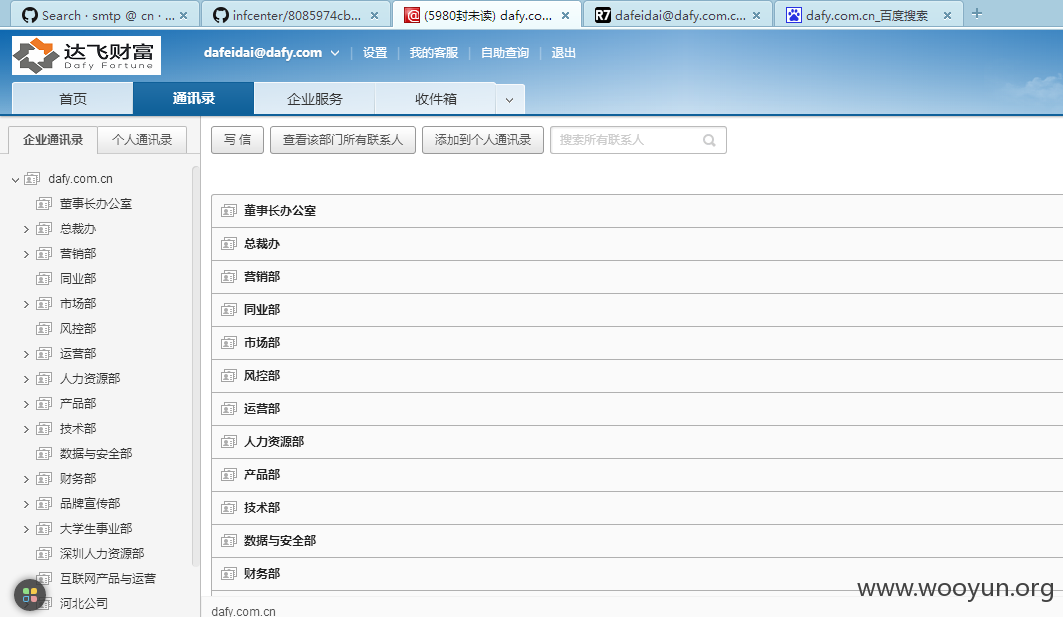 Search · smtp @ cn · ...
infcenter/8085974cb...
(5980封未读) dafy.co...
R7 dafeidai@dafy.com.c...
dafy.com.cn_百度搜索
达飞财富
Dafy Fortune
dafeidai@dafy.com
设置
我的客服
自助查询
退出
首页
通讯录
企业服务
收件箱
企业通讯录
个人通讯录
写 信
查看该部门所有联系人
添加到个人通讯录
搜索所有联系人
dafy.com.cn
董事长办公室
总裁办
营销部
同业部
市场部
风控部
运营部
人力资源部
产品部
技术部
数据与安全部
财务部
品牌宣传部
大学生事业部
深圳人力资源部
互联网产品与运营
河北公司
董事长办公室
总裁办
营销部
同业部
市场部
风控部
运营部
人力资源部
产品部
技术部
数据与安全部
财务部
dafy.com.cn
www.wooyun.org